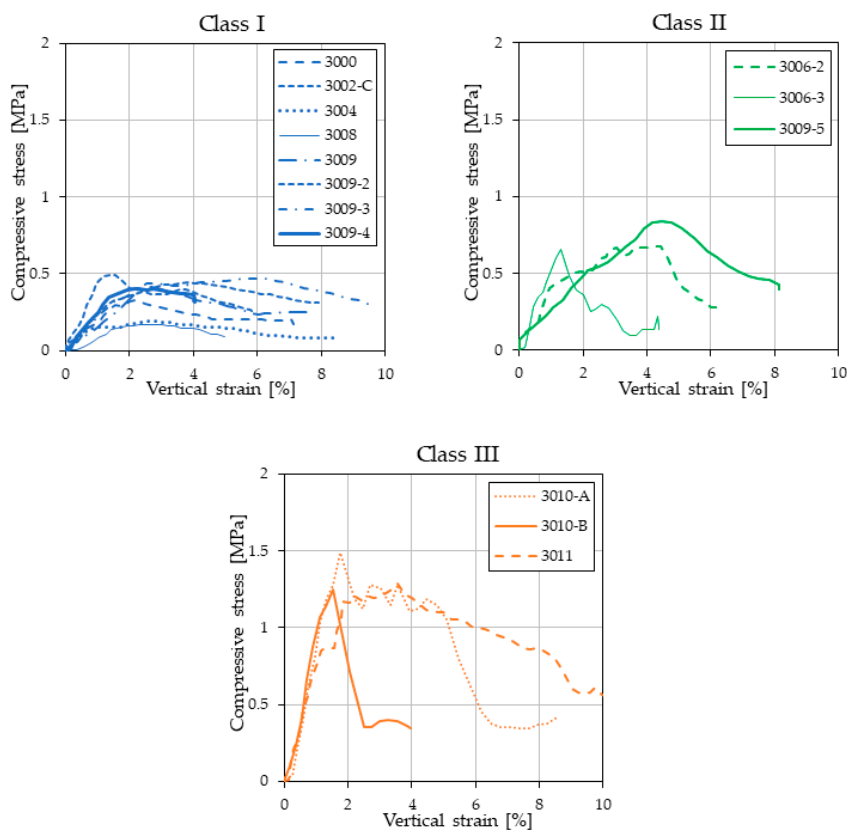 Class I
2
1.5
1
0.5
0
0 2 4 6 8 10
Compressive stress [MPa]
Vertical strain [%]
3000
3002-C
3004
3008
3009
3009-2
3009-3
3009-4
Class II
2
1.5
1
0.5
0
0 2 4 6 8 10
Compressive stress [MPa]
Vertical strain [%]
3006-2
3006-3
3009-5
Class III
2
1.5
1
0.5
0
0 2 4 6 8 10
Compressive stress [MPa]
Vertical strain [%]
3010-A
3010-B
3011